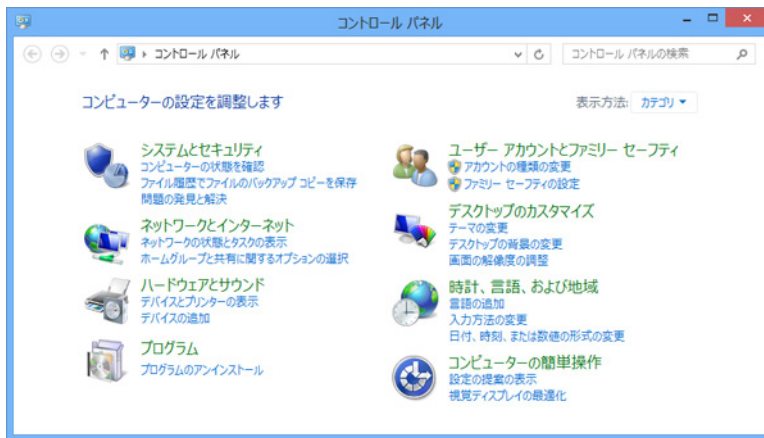 コントロール パネル
コントロール パネル
コントロール パネルの検索
コンピューターの設定を調整します
表示方法: カテゴリ
システムとセキュリティ
コンピューターの状態を確認
ファイル履歴でファイルのバックアップ コピーを保存
問題の発見と解決
ネットワークとインターネット
ネットワークの状態とタスクの表示
ホームグループと共有に関するオプションの選択
ハードウェアとサウンド
デバイスとプリンターの表示
デバイスの追加
プログラム
プログラムのアンインストール
ユーザー アカウントとファミリー セーフティ
アカウントの種類の変更
ファミリー セーフティの設定
デスクトップのカスタマイズ
テーマの変更
デスクトップの背景の変更
画面の解像度の調整
時計、言語、および地域
言語の追加
入力方法の変更
日付、時刻、または数値の形式の変更
コンピューターの簡単操作
設定の提案の表示
視覚ディスプレイの最適化